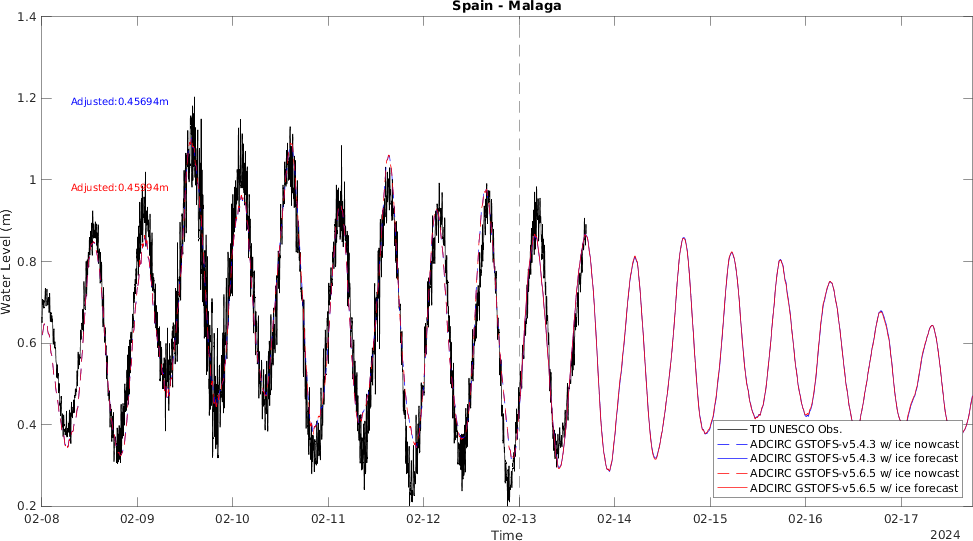 Spain - Malaga
1.4
1.2
1
0.8
0.6
0.4
0.2
Water Level (m)
Adjusted:0.45694m
Adjusted:0.45594m
TD UNESCO Obs.
ADCIRC GSTOFS-v5.4.3 w/ ice nowcast
ADCIRC GSTOFS-v5.4.3 w/ ice forecast
ADCIRC GSTOFS-v5.6.5 w/ ice nowcast
ADCIRC GSTOFS-v5.6.5 w/ ice forecast
02-08 02-09 02-10 02-11 02-12 02-13 02-14 02-15 02-16 02-17
Time
2024